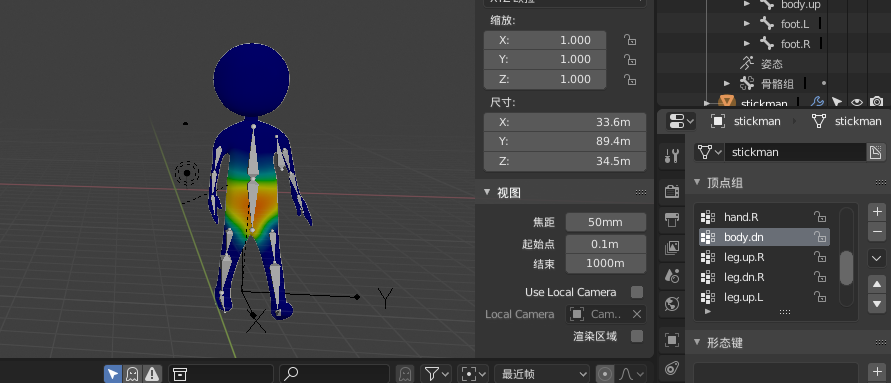 缩放:
X: 1.000
Y: 1.000
Z: 1.000
尺寸:
X: 33.6m
Y: 89.4m
Z: 34.5m
视图
焦距 50mm
起始点 0.1m
结束 1000m
Use Local Camera
Local Camera Cam..
渲染区域
Y
X
最近帧
body.up
foot.L
foot.R
姿态
骨骼组
stickman
stickman stickman
stickman
顶点组
hand.R
body.dn
leg.up.R
leg.dn.R
leg.up.L
形态键